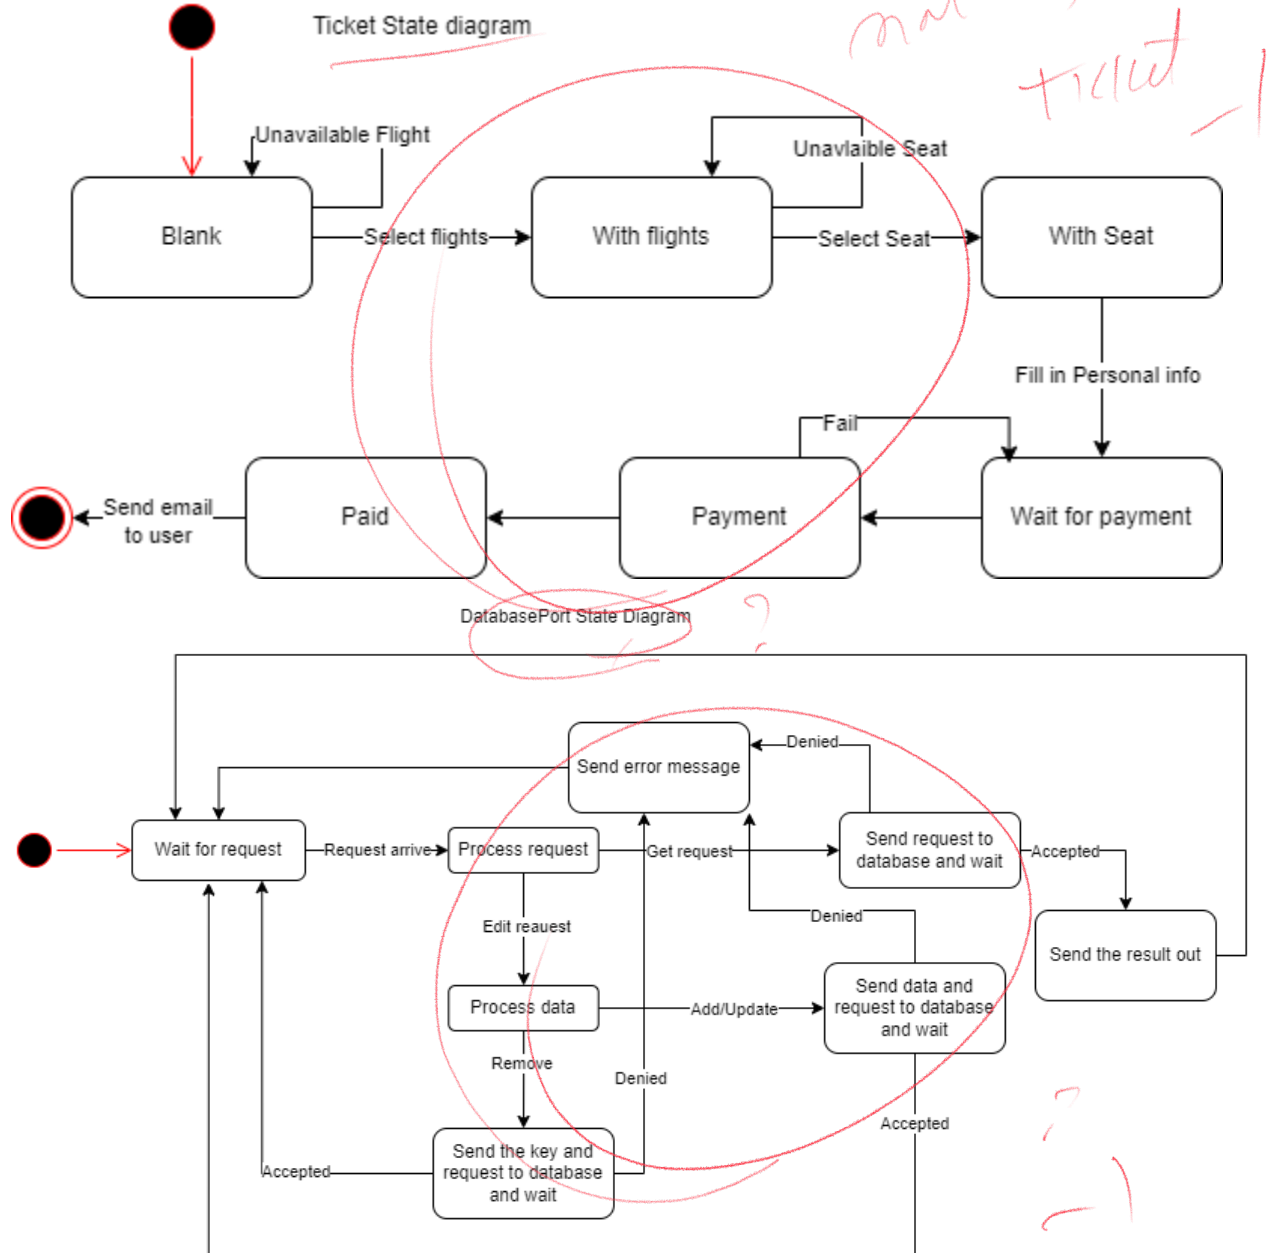 Ticket State diagram
ticket
-1
Unavailable Flight
Unavlaible Seat
Blank
Select flights
With flights
Select Seat
With Seat
Fill in Personal info
Fail
Send email
to user
Paid
Payment
Wait for payment
DatabasePort State Diagram
?
Send error message
Denied
Wait for request
Request arrive
Process request
Get request
Send request to
database and wait
Accepted
Edit reauest
Denied
Send the result out
Process data
Add/Update
Send data and
request to database
and wait
Remove
Denied
Accepted
?
-1
Accepted
Send the key and
request to database
and wait